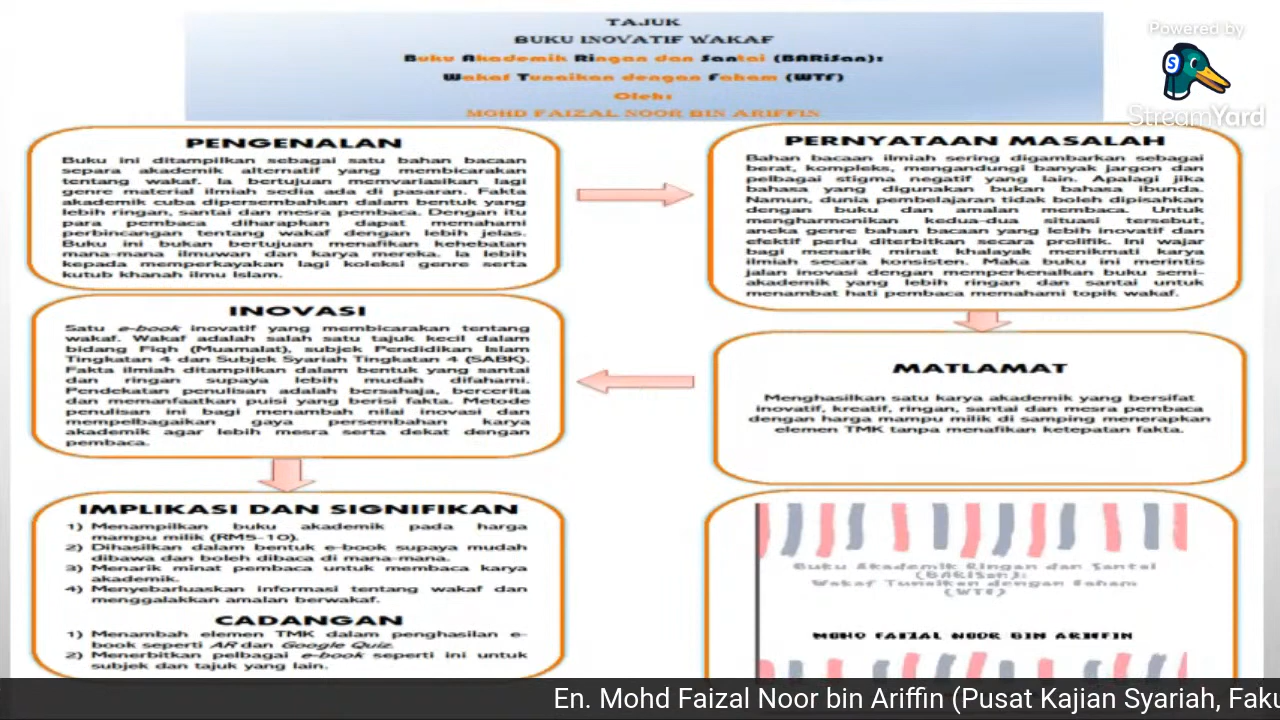 TAJUK
BUKU INOVATIF WAKAF
Buku Akademik Ringan dan Santai (BARiSan):
Wakaf Tunaikan dengan Faham (WTF)
Oleh:
MOHD FAIZAL NOOR BIN ARIFFIN
Powered by
StreamYard
PENGENALAN
Buku ini ditampilkan sebagai satu bahan bacaan
separa akademik alternatif yang membicarakan
tentang wakaf. Ia bertujuan memvariasikan lagi
genre material ilmiah sedia ada di pasaran. Fakta
akademik cuba dipersembahkan dalam bentuk yang
lebih ringan, santai dan mesra pembaca. Dengan itu
para pembaca diharapkan dapat memahami
perbincangan tentang wakaf dengan lebih jelas.
Buku ini bukan bertujuan menafikan kehebatan
mana-mana ilmuwan dan karya mereka. Ia lebih
kepada memperkayakan lagi koleksi genre serta
kutub khanah ilmu Islam.
PERNYATAAN MASALAH
Bahan bacaan ilmiah sering digambarkan sebagai
berat, kompleks, mengandungi banyak jargon dan
pelbagai stigma negatif yang lain. Apalagi jika
bahasa yang digunakan bukan bahasa ibunda.
Namun, dunia pembelajaran tidak boleh dipisahkan
dengan buku dan amalan membaca. Untuk
mengharmonikan kedua-dua situasi tersebut,
aneka genre bahan bacaan yang lebih inovatif dan
efektif perlu diterbitkan secara prolifik. Ini wajar
bagi menarik minat khalayak menikmati karya
ilmiah secara konsisten. Maka buku ini merintis
jalan inovasi dengan memperkenalkan buku semi-
akademik yang lebih ringan dan santai untuk
menambat hati pembaca memahami topik wakaf.
INOVASI
Satu e-book inovatif yang membicarakan tentang
wakaf. Wakaf adalah salah satu tajuk kecil dalam
bidang Fiqh (Muamalat), subjek Pendidikan Islam
Tingkatan 4 dan Subjek Syariah Tingkatan 4 (SABK).
Fakta ilmiah ditampilkan dalam bentuk yang santai
dan ringan supaya lebih mudah difahami.
Pendekatan penulisan adalah bersahaja, bercerita
dan memanfaatkan puisi yang berisi fakta. Metode
penulisan ini bagi menambah nilai inovasi dan
mempelbagaikan gaya persembahan karya
akademik agar lebih mesra serta dekat dengan
pembaca.
MATLAMAT
Menghasilkan satu karya akademik yang bersifat
inovatif, kreatif, ringan, santai dan mesra pembaca
dengan harga mampu milik di samping menerapkan
elemen TMK tanpa menafikan ketepatan fakta.
IMPLIKASI DAN SIGNIFIKAN
1) Menampilkan buku akademik pada harga
mampu milik (RM5-10).
2) Dihasilkan dalam bentuk e-book supaya mudah
dibawa dan boleh dibaca di mana-mana.
3) Menarik minat pembaca untuk membaca karya
akademik.
4) Menyebarluaskan informasi tentang wakaf dan
menggalakkan amalan berwakaf.
CADANGAN
1) Menambah elemen TMK dalam penghasilan e-
book seperti AR dan Google Quiz.
2) Menerbitkan pelbagai e-book seperti ini untuk
subjek dan tajuk yang lain.
Buku Akademik Ringan dan Santai
(BARiSan):
Wakaf Tunaikan dengan Faham
(WTF)
MOHD FAIZAL NOOR BIN ARIFFIN
En. Mohd Faizal Noor bin Ariffin (Pusat Kajian Syariah, Faku